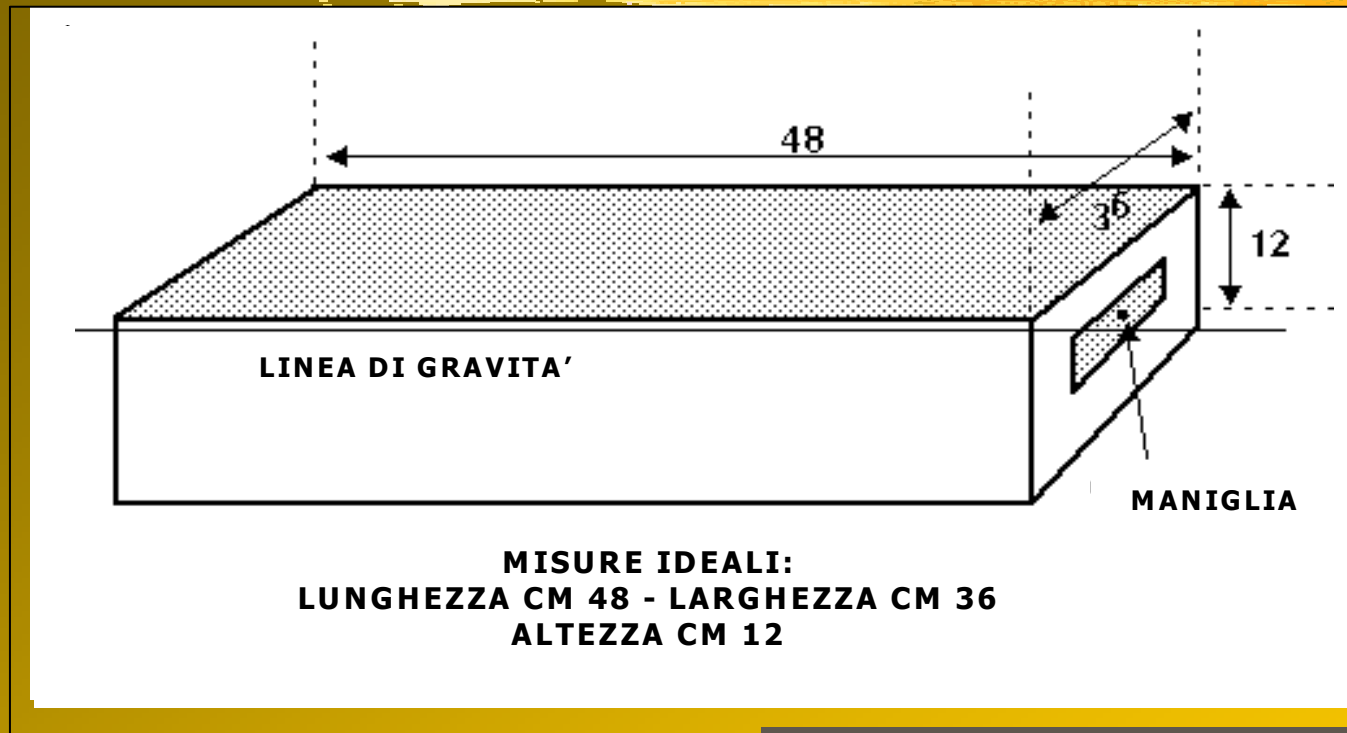 48
36
12
LINEA DI GRAVITA’
MANIGLIA
MISURE IDEALI:
LUNGHEZZA CM 48 - LARGHEZZA CM 36
ALTEZZA CM 12